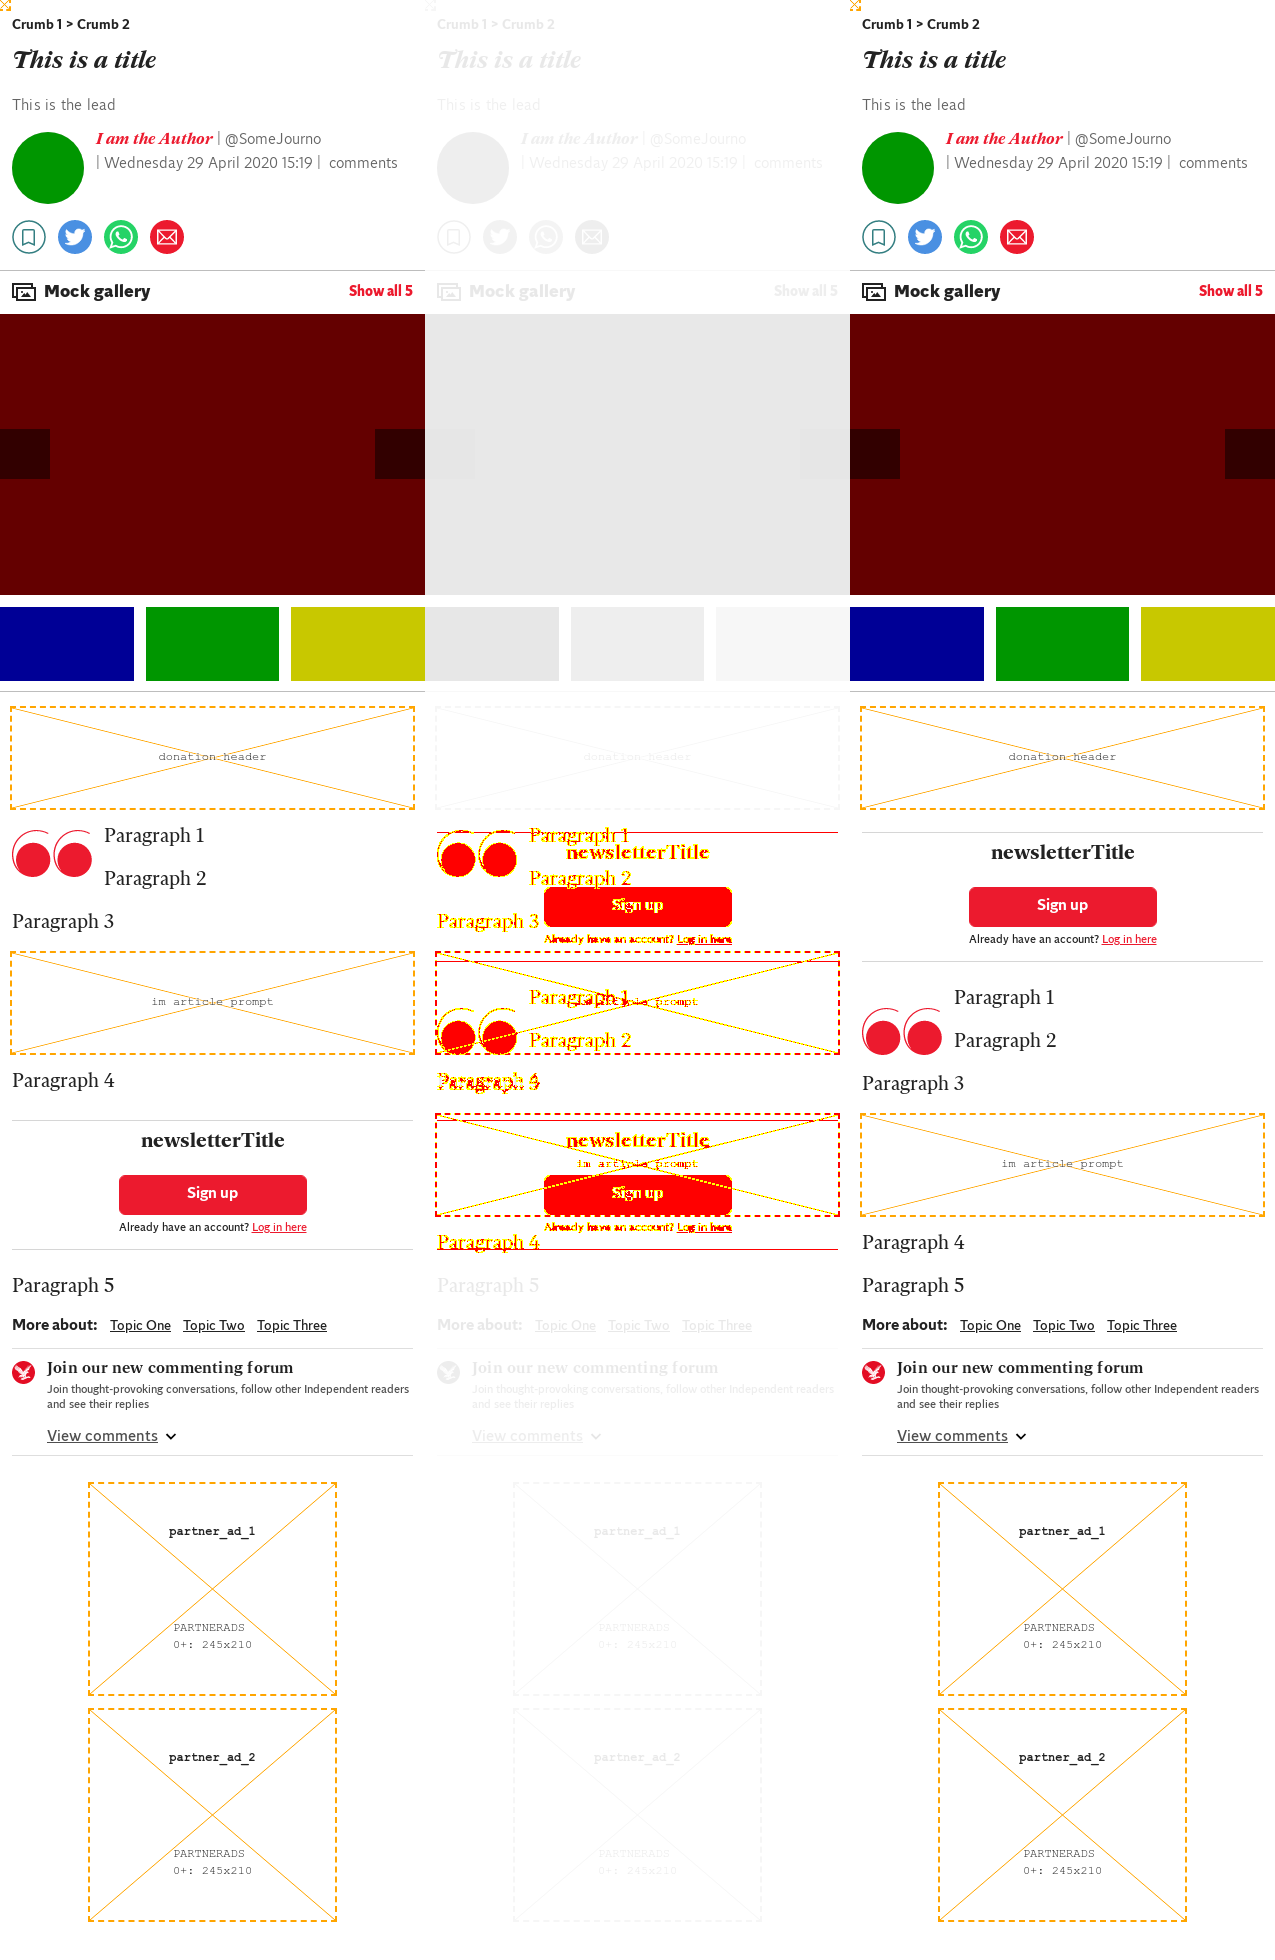 Crumb 1 > Crumb 2
This is a title
This is the lead
I am the Author | @SomeJourno
| Wednesday 29 April 2020 15:19 | comments
Mock gallery Show all 5
donation header
Paragraph 1
Paragraph 2
Paragraph 3
im article prompt
Paragraph 4
newsletterTitle
Sign up
Already have an account? Log in here
Paragraph 5
More about: Topic One Topic Two Topic Three
Join our new commenting forum
Join thought-provoking conversations, follow other Independent readers
and see their replies
View comments
partner_ad_1
PARTNERADS
0+: 245x210
partner_ad_2
PARTNERADS
0+: 245x210
Crumb 1 > Crumb 2
This is a title
This is the lead
I am the Author | @SomeJourno
| Wednesday 29 April 2020 15:19 | comments
Mock gallery Show all 5
donation header
Paragraph 1
newsletterTitle
Paragraph 2
Sign up
Paragraph 3
Already have an account? Log in here
Paragraph 1
prompt
Paragraph 2
newsletterTitle
im article prompt
Sign up
Already have an account? Log in here
Paragraph 4
Paragraph 5
More about: Topic One Topic Two Topic Three
Join our new commenting forum
Join thought-provoking conversations, follow other Independent readers
and see their replies
View comments
partner_ad_1
PARTNERADS
0+: 245x210
partner_ad_2
PARTNERADS
0+: 245x210
Crumb 1 > Crumb 2
This is a title
This is the lead
I am the Author | @SomeJourno
| Wednesday 29 April 2020 15:19 | comments
Mock gallery Show all 5
donation header
newsletterTitle
Sign up
Already have an account? Log in here
Paragraph 1
Paragraph 2
Paragraph 3
im article prompt
Paragraph 4
Paragraph 5
More about: Topic One Topic Two Topic Three
Join our new commenting forum
Join thought-provoking conversations, follow other Independent readers
and see their replies
View comments
partner_ad_1
PARTNERADS
0+: 245x210
partner_ad_2
PARTNERADS
0+: 245x210